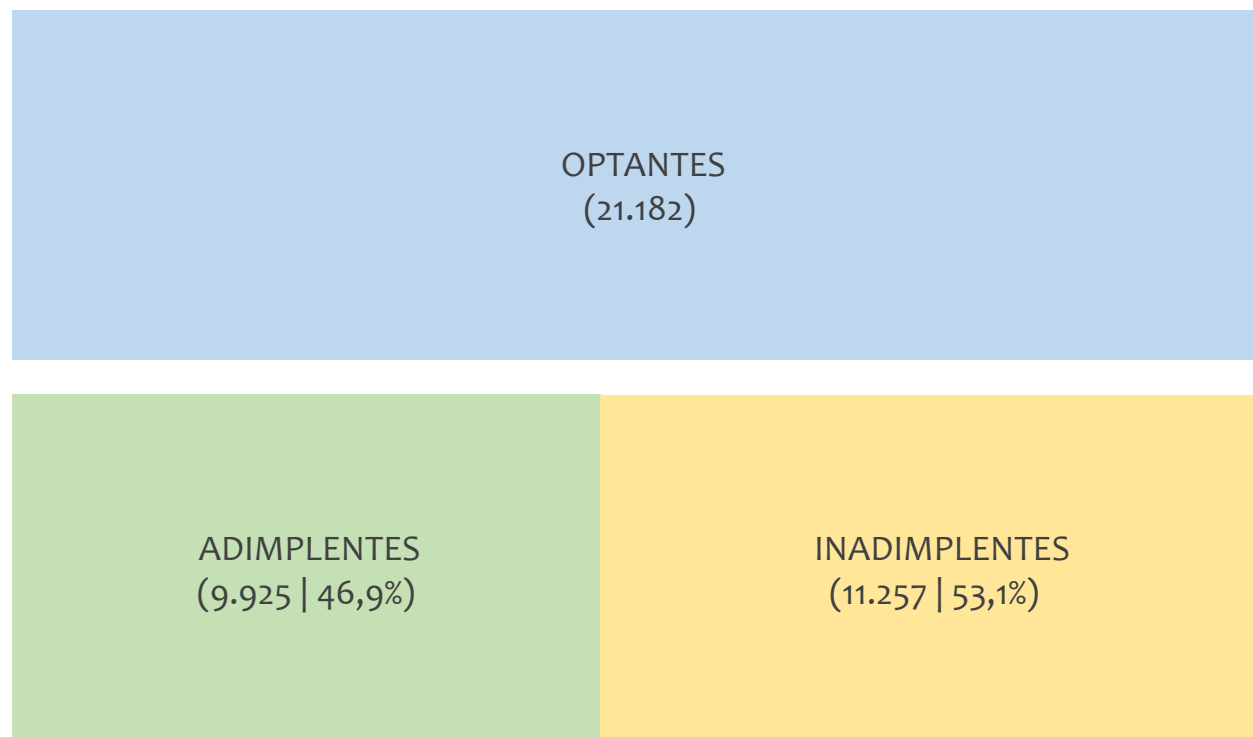 OPTANTES
(21.182)
ADIMPLENTES
(9.925 | 46,9%)
INADIMPLENTES
(11.257 | 53,1%)